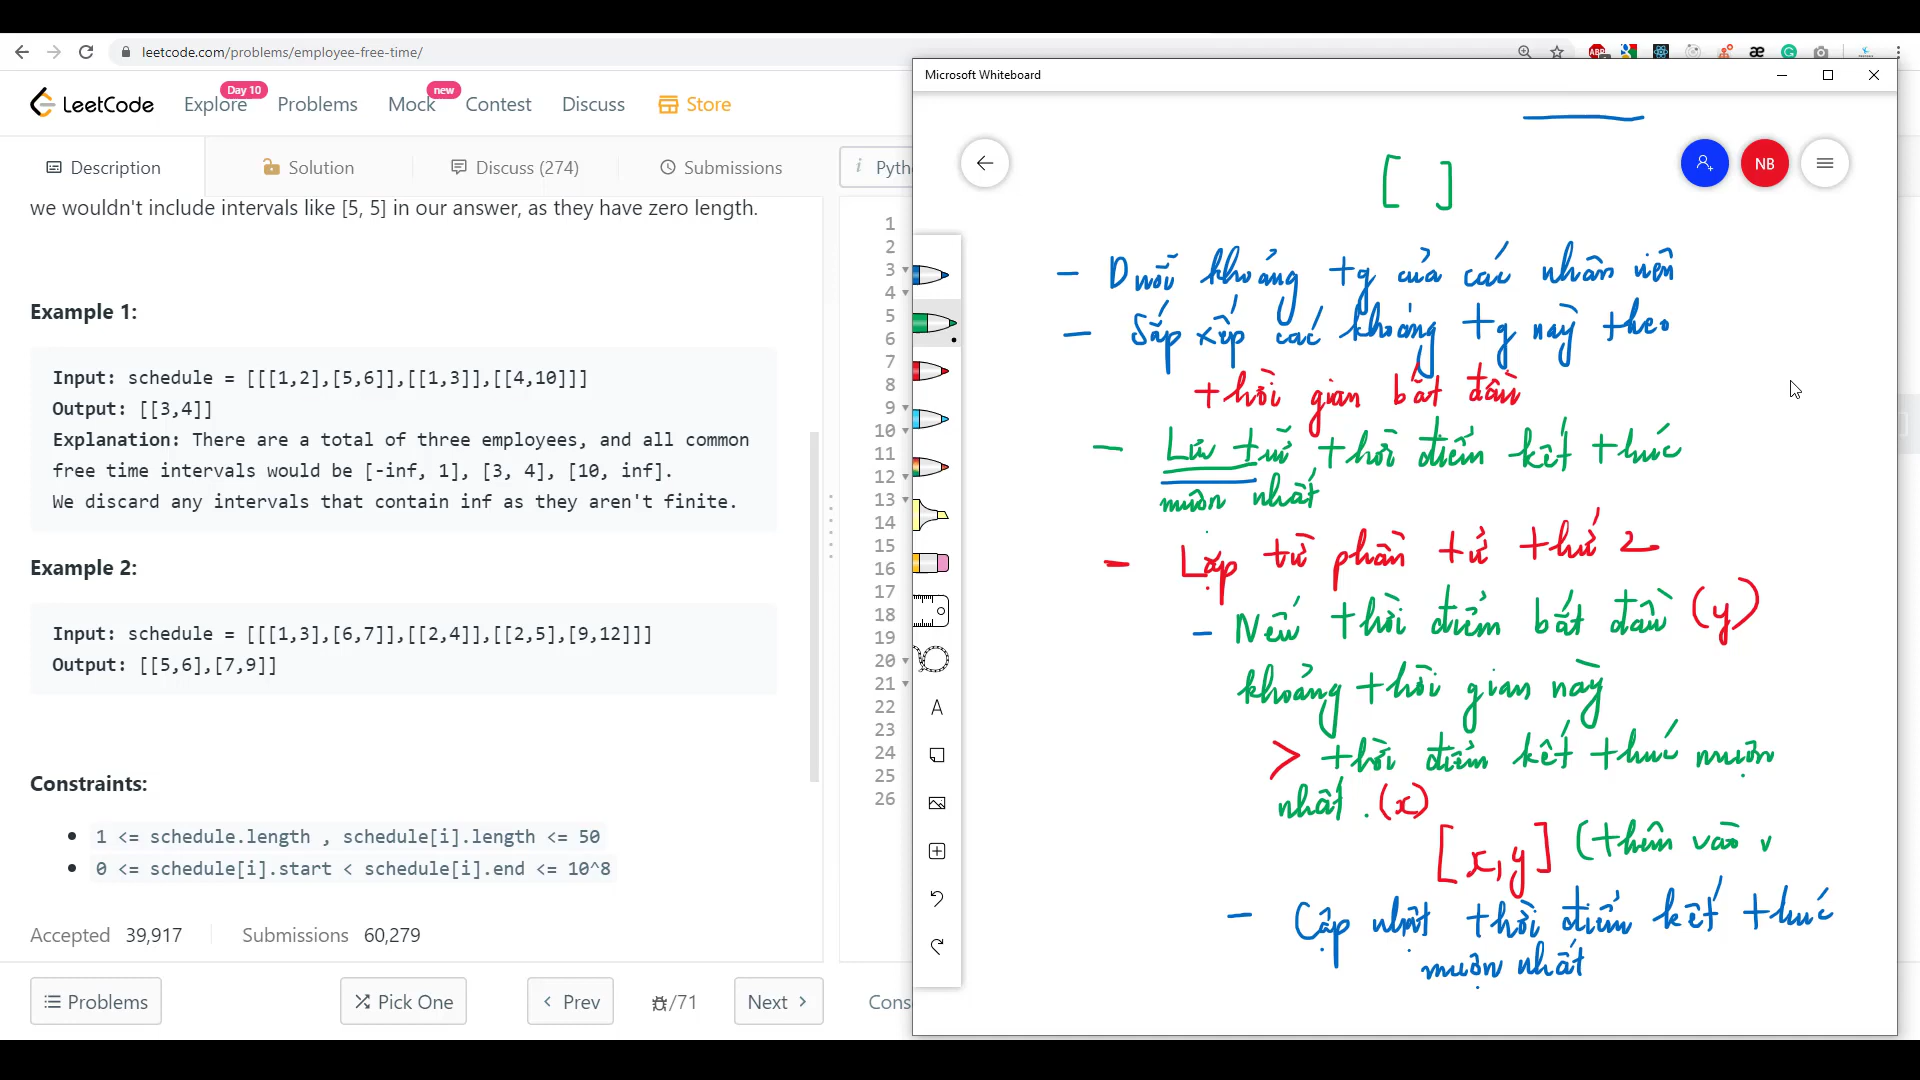 leetcode.com/problems/employee-free-time/
LeetCode
Explore
Day 10
Problems
Mock
new
Contest
Discuss
Store
Description
Solution
Discuss (274)
Submissions
i Pyth
we wouldn't include intervals like [5, 5] in our answer, as they have zero length.
Example 1:
Input: schedule = [[[1,2],[5,6]],[[1,3]],[[4,10]]]
Output: [[3,4]]
Explanation: There are a total of three employees, and all common
free time intervals would be [-inf, 1], [3, 4], [10, inf].
We discard any intervals that contain inf as they aren't finite.
Example 2:
Input: schedule = [[[1,3],[6,7]],[[2,4]],[[2,5],[9,12]]]
Output: [[5,6],[7,9]]
Constraints:
1 <= schedule.length , schedule[i].length <= 50
0 <= schedule[i].start < schedule[i].end <= 10^8
Accepted 39,917
Submissions 60,279
Problems
Pick One
Prev
/71
Next
Cons
1
2
3
4
5
6
7
8
9
10
11
12
13
14
15
16
17
18
19
20
21
22
23
24
25
26
Microsoft Whiteboard
NB
A
[ ]
- khoảng tg của các nhân viên
- Sắp xếp các khoảng tg này theo
thời gian bắt đầu
- Lưu trữ thời điểm kết thúc
muộn nhất
- Lặp từ phần tử thứ 2
- Nếu thời điểm bắt đầu (y)
khoảng thời gian này
> thời điểm kết thúc muộn
nhất. (x)
[x,y] (thêm vào v
- Cập nhật thời điểm kết thúc
muộn nhất